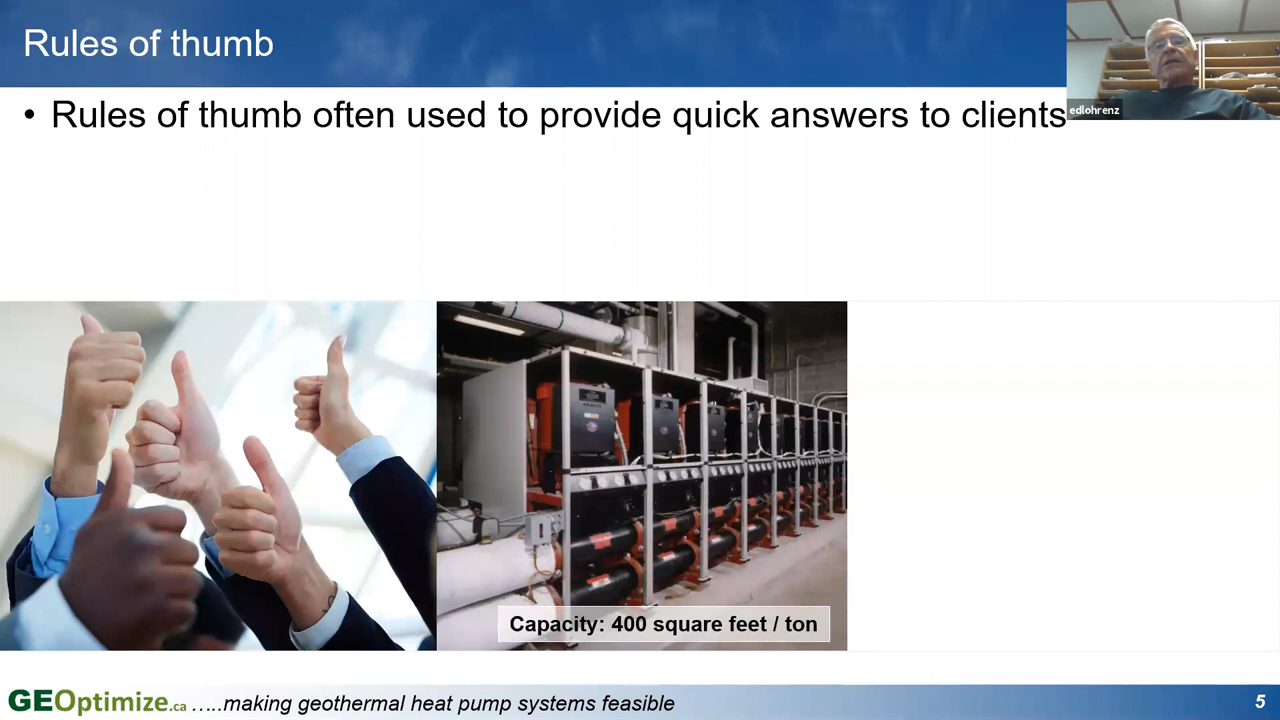 Rules of thumb
• Rules of thumb often used to provide quick answers to clients
edlohrenz
Capacity: 400 square feet / ton
GEOptimize.ca …..making geothermal heat pump systems feasible
5